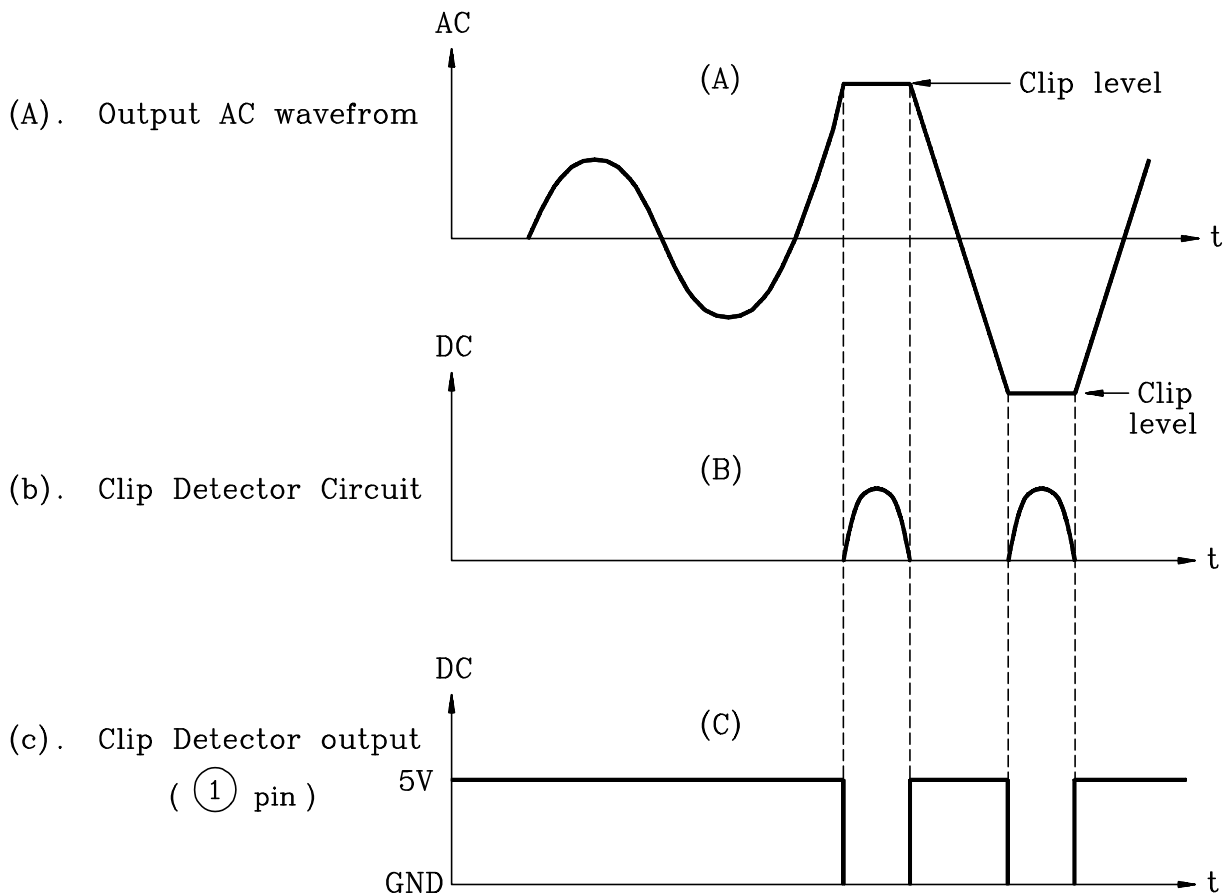 AC
(A)
Clip level
(A). Output AC wavefrom
t
DC
Clip
level
(B)
(b). Clip Detector Circuit
t
DC
(C)
(c). Clip Detector output
( 1 pin )
5V
GND
t